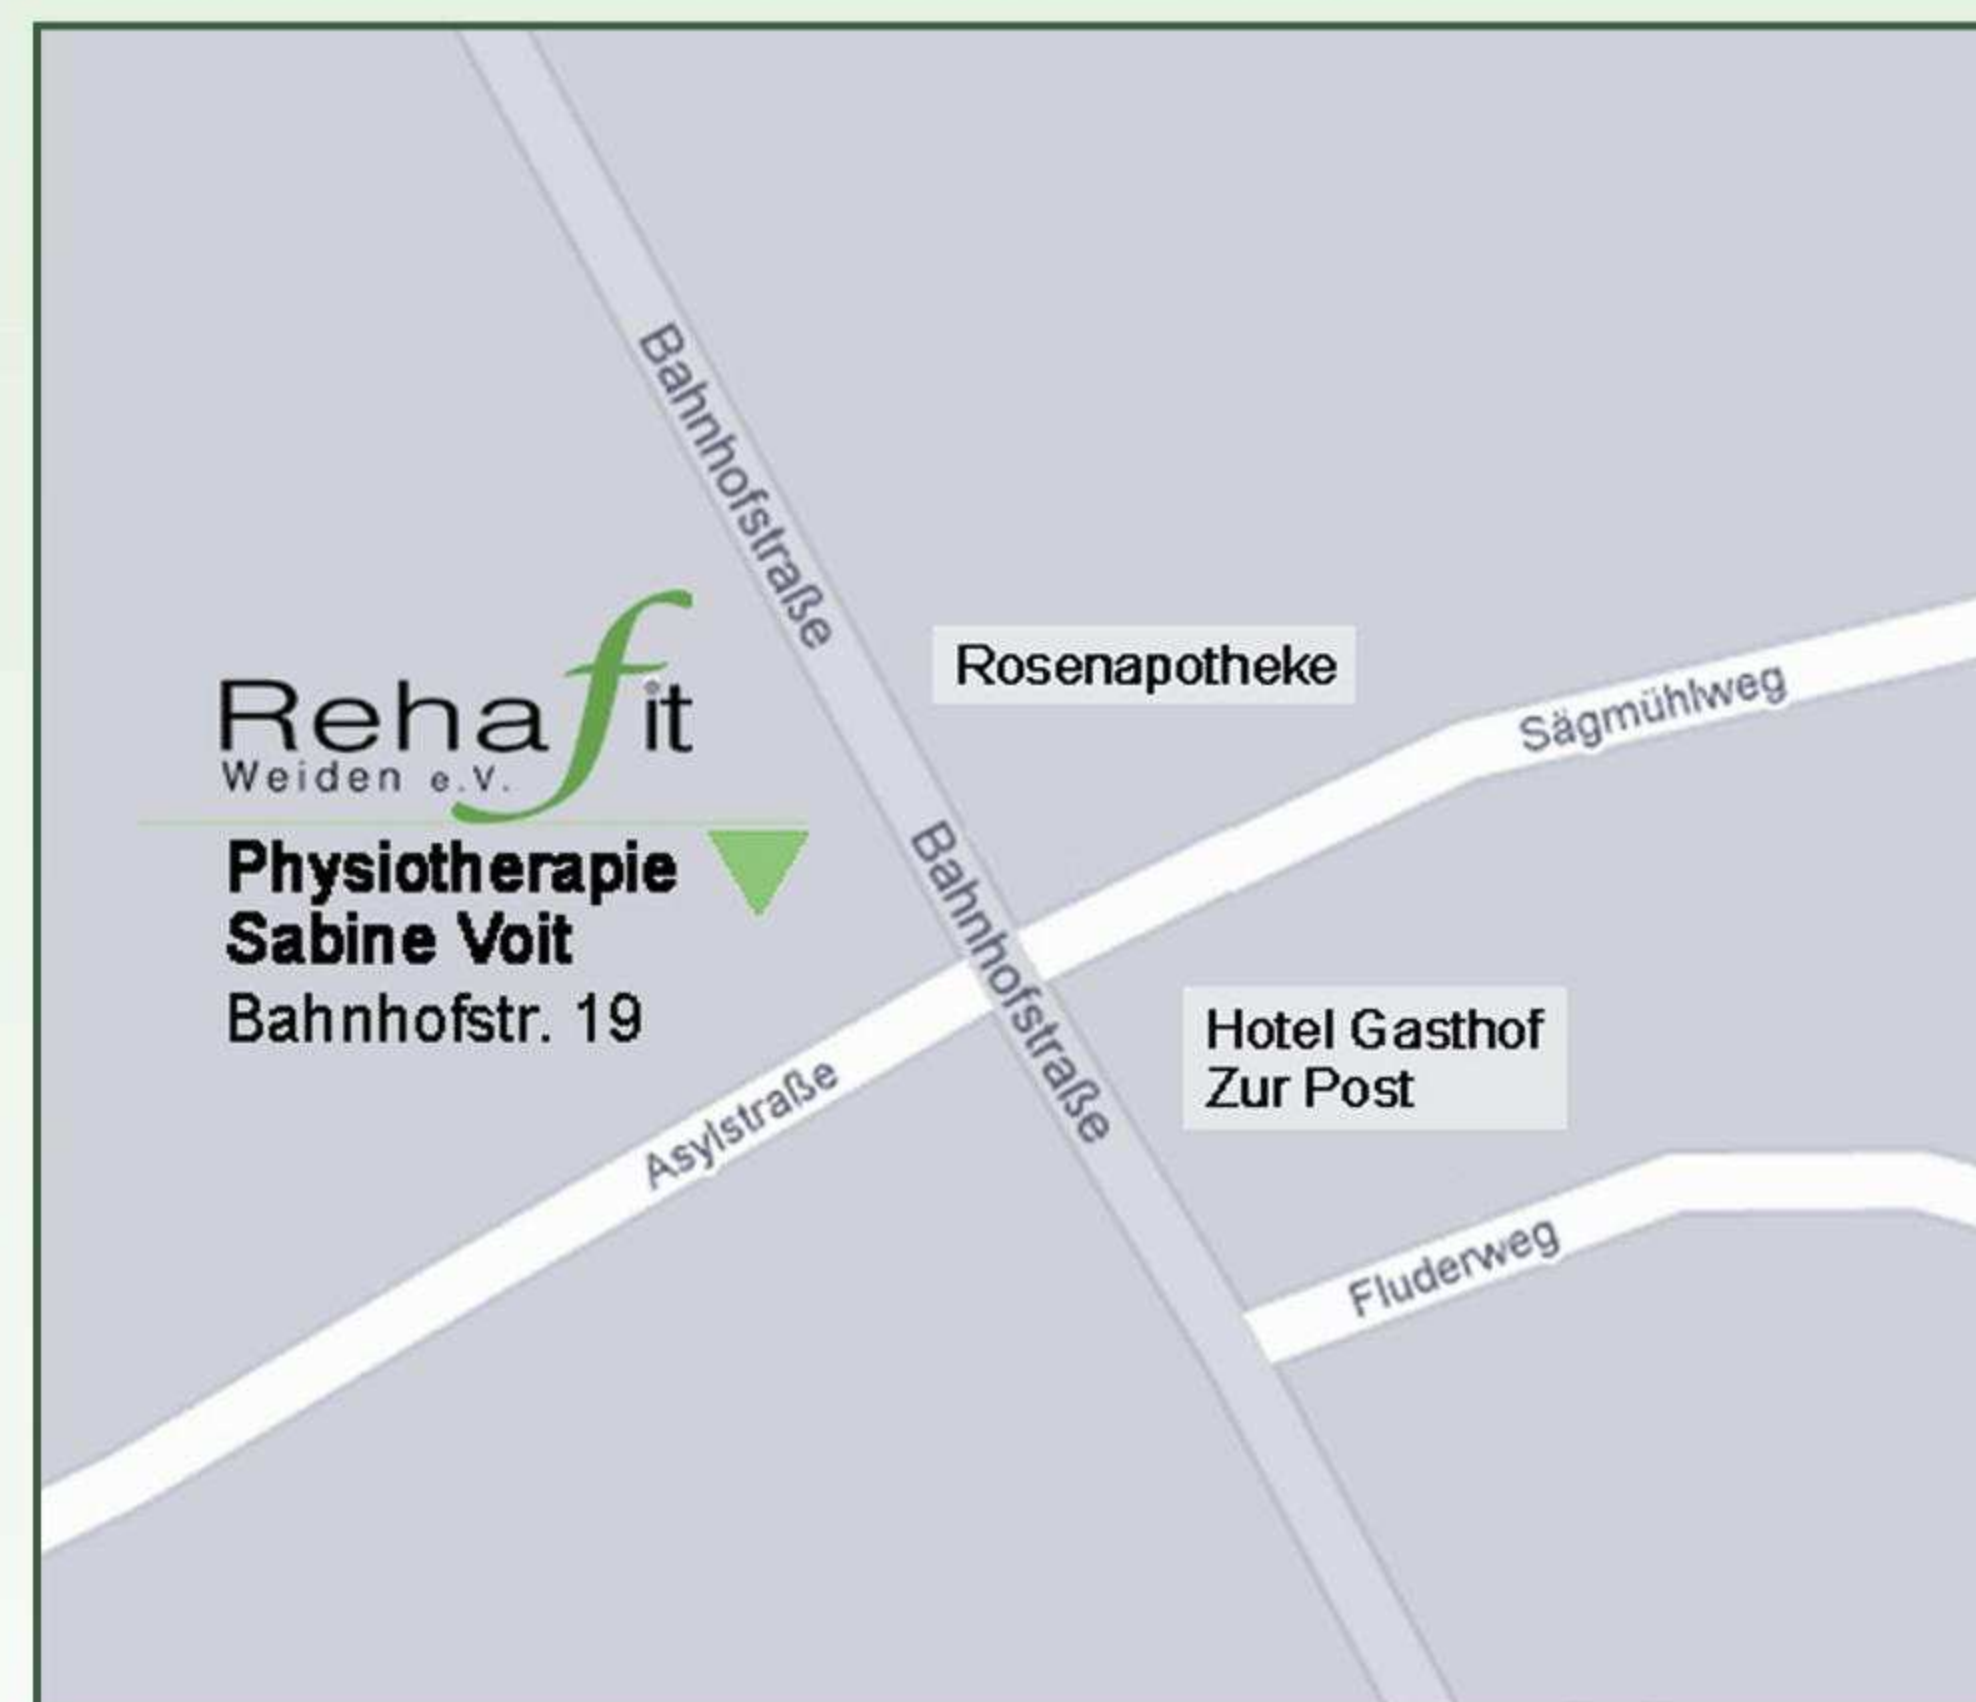 Bahnhofstraße
Rosenapotheke
Sägmühlweg
Rehafit
Weiden e.V.
Physiotherapie
Sabine Voit
Bahnhofstr. 19
Bahnhofstraße
Hotel Gasthof
Zur Post
Asylstraße
Fluderweg